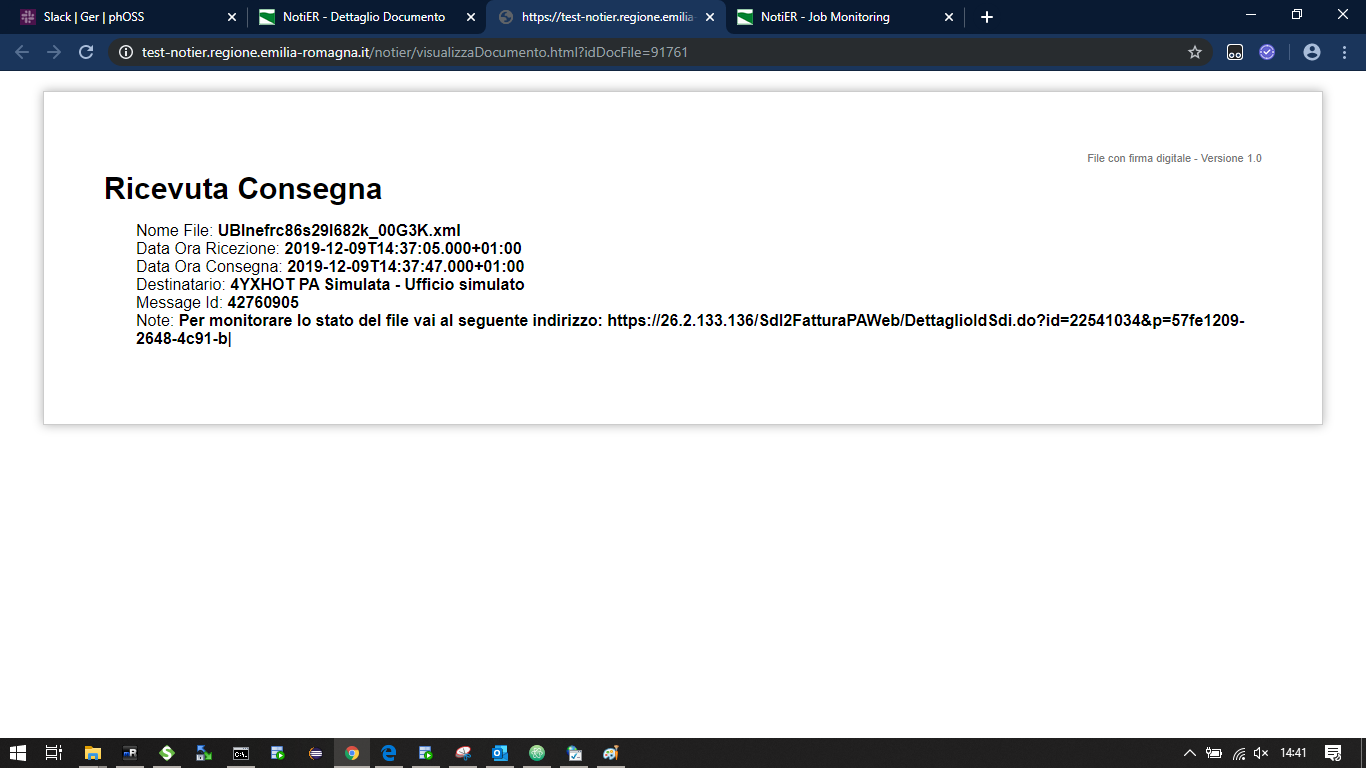 Slack | Ger | phOSS
NotiER - Dettaglio Documento
https://test-notier.regione.emilia-
NotiER - Job Monitoring
test-notier.regione.emilia-romagna.it/notier/visualizzaDocumento.html?idDocFile=91761
File con firma digitale - Versione 1.0
Ricevuta Consegna
Nome File: UBInefrc86s29l682k_00G3K.xml
Data Ora Ricezione: 2019-12-09T14:37:05.000+01:00
Data Ora Consegna: 2019-12-09T14:37:47.000+01:00
Destinatario: 4YXHOT PA Simulata - Ufficio simulato
Message Id: 42760905
Note: Per monitorare lo stato del file vai al seguente indirizzo: https://26.2.133.136/SdI2FatturaPAWeb/DettaglioIdSdi.do?id=22541034&p=57fe1209-
2648-4c91-b|
14:41